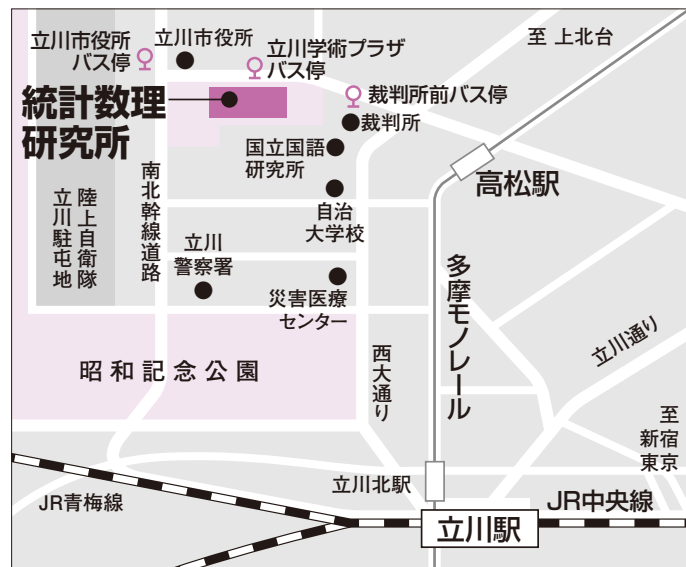 立川市役所
バス停
立川市役所
立川学術プラザ
バス停
至 上北台
統計数理
研究所
裁判所前バス停
裁判所
国立国語
研究所
高松駅
南北幹線道路
陸上自衛隊
立川駐屯地
自治
大学校
立川
警察署
災害医療
センター
多摩モノレール
立川通り
昭和記念公園
西大通り
至
新宿
東京
立川北駅
JR青梅線
JR中央線
立川駅